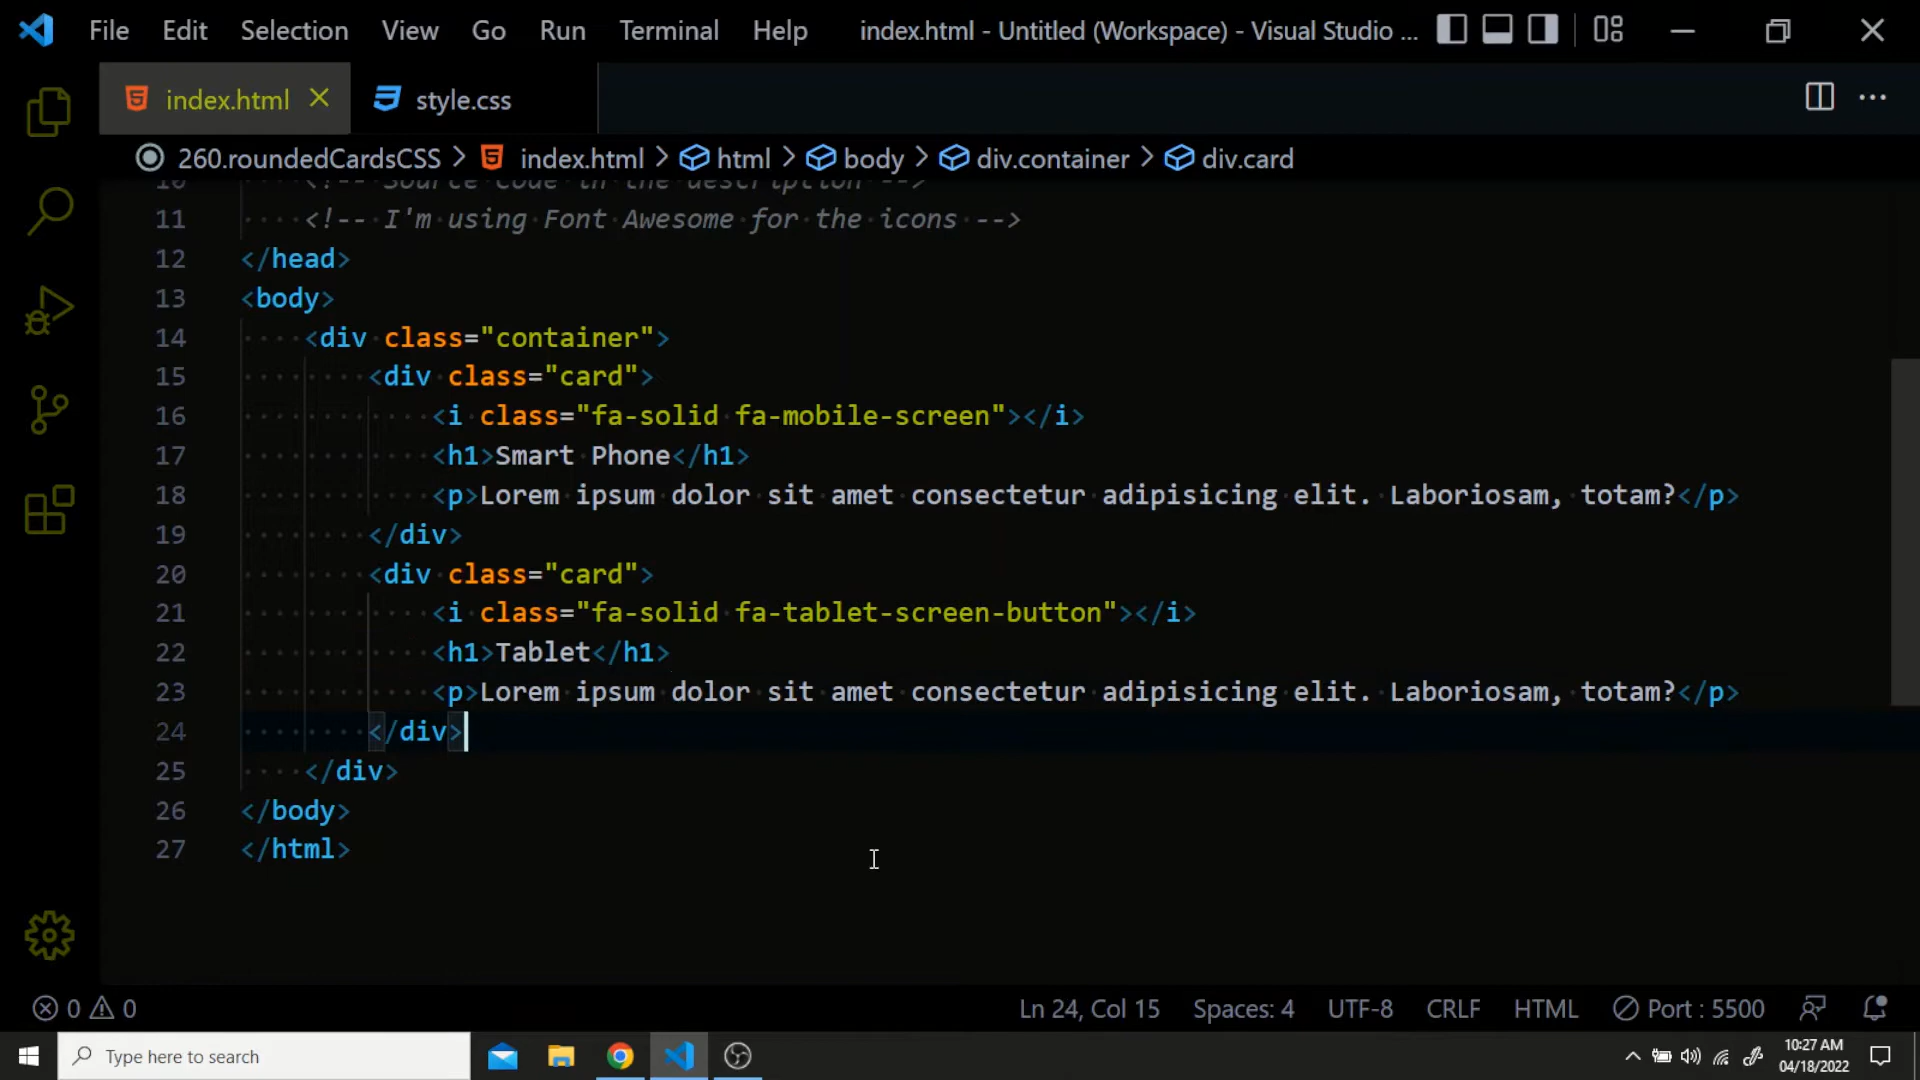 File Edit Selection View Go Run Terminal Help index.html - Untitled (Workspace) - Visual Studio ...
index.html style.css
260.roundedCardsCSS > index.html > html > body > div.container > div.card
10 <!-- Source code in the description -->
11 <!-- I'm using Font Awesome for the icons -->
12 </head>
13 <body>
14 <div class="container">
15 <div class="card">
16 <i class="fa-solid fa-mobile-screen"></i>
17 <h1>Smart Phone</h1>
18 <p>Lorem ipsum dolor sit amet consectetur adipisicing elit. Laboriosam, totam?</p>
19 </div>
20 <div class="card">
21 <i class="fa-solid fa-tablet-screen-button"></i>
22 <h1>Tablet</h1>
23 <p>Lorem ipsum dolor sit amet consectetur adipisicing elit. Laboriosam, totam?</p>
24 </div>
25 </div>
26 </body>
27 </html>
0 0 Ln 24, Col 15 Spaces: 4 UTF-8 CRLF HTML Port : 5500
Type here to search
10:27 AM
04/18/2022